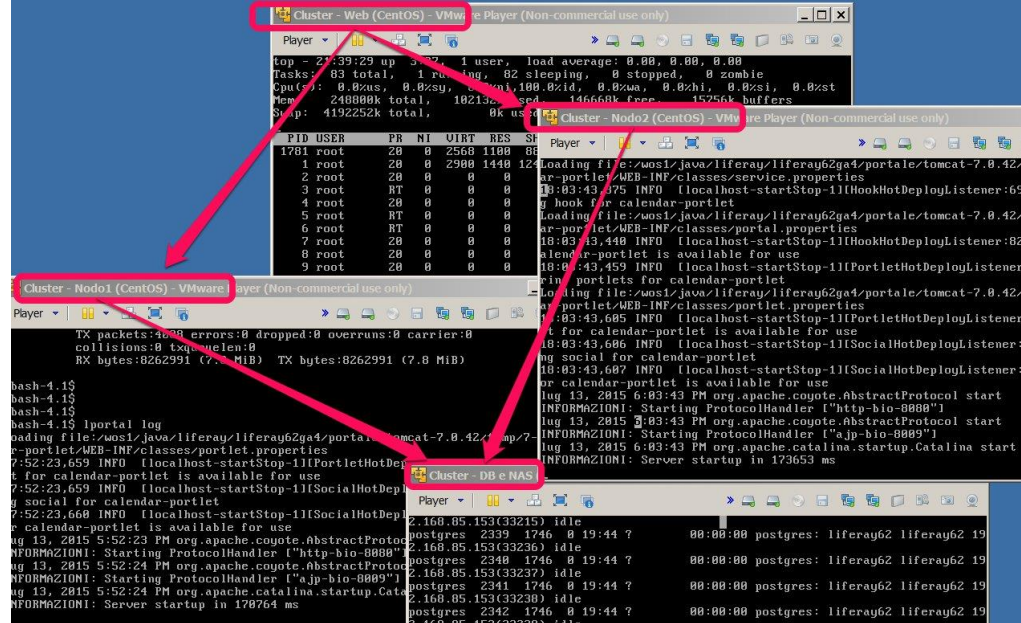 Cluster - Web (CentOS) - VMware Player (Non-commercial use only)
Player
top - 21:39:29 up 1 user, load average: 0.00, 0.00, 0.00
Tasks: 83 total, 1 running, 82 sleeping, 0 stopped, 0 zombie
Cpu(s): 0.0%us, 0.0%sy, 100.0%id, 0.0%wa, 0.0%hi, 0.0%si, 0.0%st
Mem: 248800k total, 146668k free, 15756k buffers
Swap: 4192252k total, 0k used
PID USER PR NI VIRT RES
1781 root 20 0 2568 1100
1 root 20 0 2900 1440
2 root 20 0 0 0
3 root RT 0 0 0
4 root 20 0 0 0
5 root RT 0 0 0
6 root RT 0 0 0
7 root 20 0 0 0
8 root 20 0 0 0
9 root 20 0 0 0
Cluster - Nodo2 (CentOS) - VMware Player (Non-commercial use only)
Player
Loading file:/wos1/java/liferay/liferay62ga4/portale/tomcat-7.0.42/
ar-portlet/WEB-INF/classes/service.properties
18:03:43,375 INFO [localhost-startStop-1][HookHotDeployListener:69
g hook for calendar-portlet
Loading file:/wos1/java/liferay/liferay62ga4/portale/tomcat-7.0.42/
ar-portlet/WEB-INF/classes/portal.properties
18:03:43,440 INFO [localhost-startStop-1][HookHotDeployListener:82
calendar-portlet is available for use
18:03:43,459 INFO [localhost-startStop-1][PortletHotDeployListener
ring portlets for calendar-portlet
Loading file:/wos1/java/liferay/liferay62ga4/portale/tomcat-7.0.42/
ar-portlet/WEB-INF/classes/portlet.properties
18:03:43,605 INFO [localhost-startStop-1][PortletHotDeployListener
t for calendar-portlet is available for use
18:03:43,606 INFO [localhost-startStop-1][SocialHotDeployListener:
ng social for calendar-portlet
18:03:43,607 INFO [localhost-startStop-1][SocialHotDeployListener:
or calendar-portlet is available for use
lug 13, 2015 6:03:43 PM org.apache.coyote.AbstractProtocol start
INFORMAZIONI: Starting ProtocolHandler ["http-bio-8080"]
lug 13, 2015 6:03:43 PM org.apache.coyote.AbstractProtocol start
INFORMAZIONI: Starting ProtocolHandler ["ajp-bio-8009"]
lug 13, 2015 6:03:43 PM org.apache.catalina.startup.Catalina start
INFORMAZIONI: Server startup in 173653 ms
Cluster - Nodo1 (CentOS) - VMware Player (Non-commercial use only)
Player
TX packets:4828 errors:0 dropped:0 overruns:0 carrier:0
collisions:0 txqueuelen:0
RX bytes:8262991 (7.8 MiB) TX bytes:8262991 (7.8 MiB)
bash-4.1$
bash-4.1$
bash-4.1$
bash-4.1$ lportal log
oading file:/wos1/java/liferay/liferay62ga4/portale/tomcat-7.0.42/temp/7-
r-portlet/WEB-INF/classes/portlet.properties
7:52:23,659 INFO [localhost-startStop-1][PortletHotDep
t for calendar-portlet is available for use
7:52:23,659 INFO [localhost-startStop-1][SocialHotDepl
g social for calendar-portlet
7:52:23,660 INFO [localhost-startStop-1][SocialHotDepl
r calendar-portlet is available for use
ug 13, 2015 5:52:23 PM org.apache.coyote.AbstractProtoc
NFORMAZIONI: Starting ProtocolHandler ["http-bio-8080"]
ug 13, 2015 5:52:24 PM org.apache.coyote.AbstractProtoc
NFORMAZIONI: Starting ProtocolHandler ["ajp-bio-8009"]
ug 13, 2015 5:52:24 PM org.apache.catalina.startup.Cata
NFORMAZIONI: Server startup in 170764 ms
Cluster - DB e NAS
Player
2.168.85.153(33215) idle
postgres 2339 1746 0 19:44 ? 00:00:00 postgres: liferay62 liferay62 19
2.168.85.153(33236) idle
postgres 2340 1746 0 19:44 ? 00:00:00 postgres: liferay62 liferay62 19
2.168.85.153(33237) idle
postgres 2341 1746 0 19:44 ? 00:00:00 postgres: liferay62 liferay62 19
2.168.85.153(33238) idle
postgres 2342 1746 0 19:44 ? 00:00:00 postgres: liferay62 liferay62 19